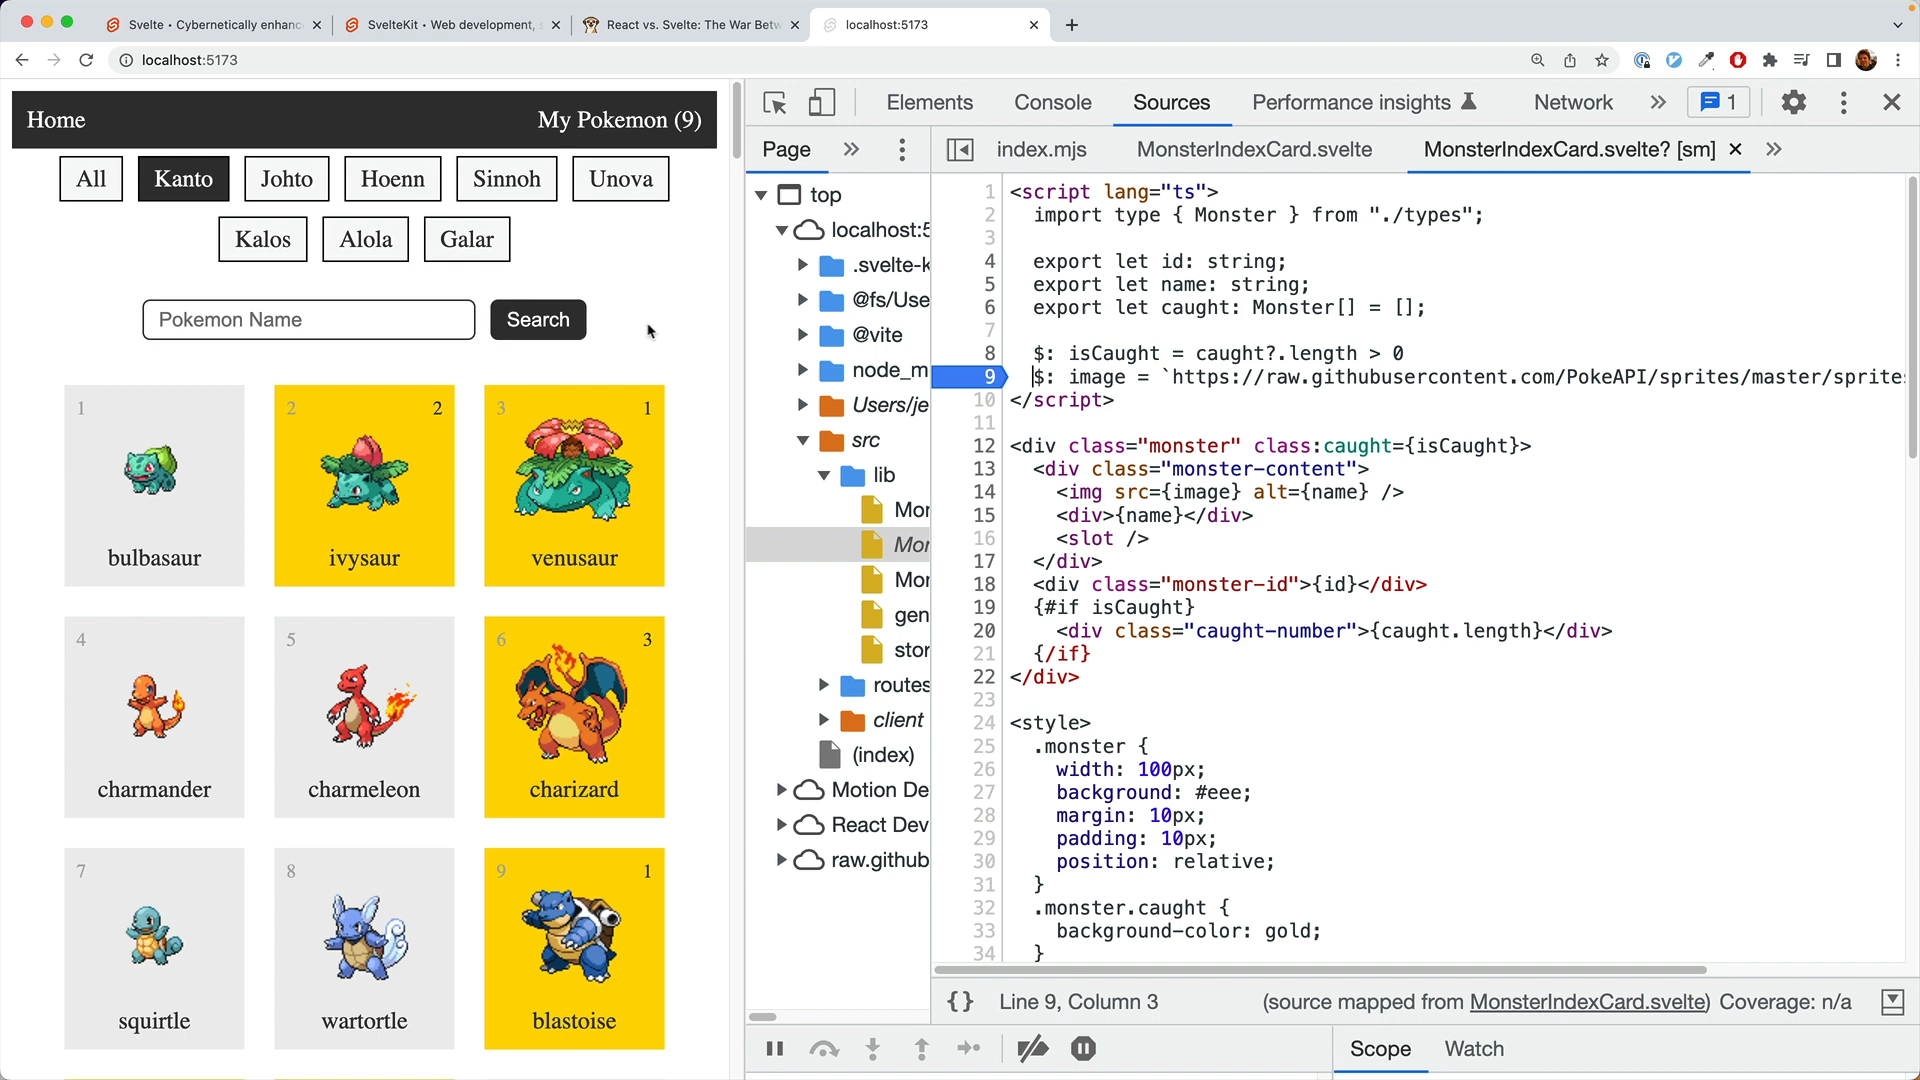 Svelte • Cybernetically enhanc
SvelteKit • Web development, s
React vs. Svelte: The War Betw
localhost:5173
localhost:5173
Home
My Pokemon (9)
All
Kanto
Johto
Hoenn
Sinnoh
Unova
Kalos
Alola
Galar
Pokemon Name
Search
1
bulbasaur
2
2
ivysaur
3
1
venusaur
4
charmander
5
charmeleon
6
3
charizard
7
squirtle
8
wartortle
9
1
blastoise
Elements
Console
Sources
Performance insights
Network
1
Page
index.mjs
MonsterIndexCard.svelte
MonsterIndexCard.svelte? [sm]
top
localhost:5
.svelte-k
@fs/Use
@vite
node_m
Users/je
src
lib
Mor
Mor
Mor
gen
stor
routes
client
(index)
Motion De
React Dev
raw.github
1 <script lang="ts">
2 import type { Monster } from "./types";
3
4 export let id: string;
5 export let name: string;
6 export let caught: Monster[] = [];
7
8 $: isCaught = caught?.length > 0
9 $: image = `https://raw.githubusercontent.com/PokeAPI/sprites/master/sprites
10 </script>
11
12 <div class="monster" class:caught={isCaught}>
13 <div class="monster-content">
14 <img src={image} alt={name} />
15 <div>{name}</div>
16 <slot />
17 </div>
18 <div class="monster-id">{id}</div>
19 {#if isCaught}
20 <div class="caught-number">{caught.length}</div>
21 {/if}
22 </div>
23
24 <style>
25 .monster {
26 width: 100px;
27 background: #eee;
28 margin: 10px;
29 padding: 10px;
30 position: relative;
31 }
32 .monster.caught {
33 background-color: gold;
34 }
{} Line 9, Column 3
(source mapped from MonsterIndexCard.svelte) Coverage: n/a
Scope
Watch